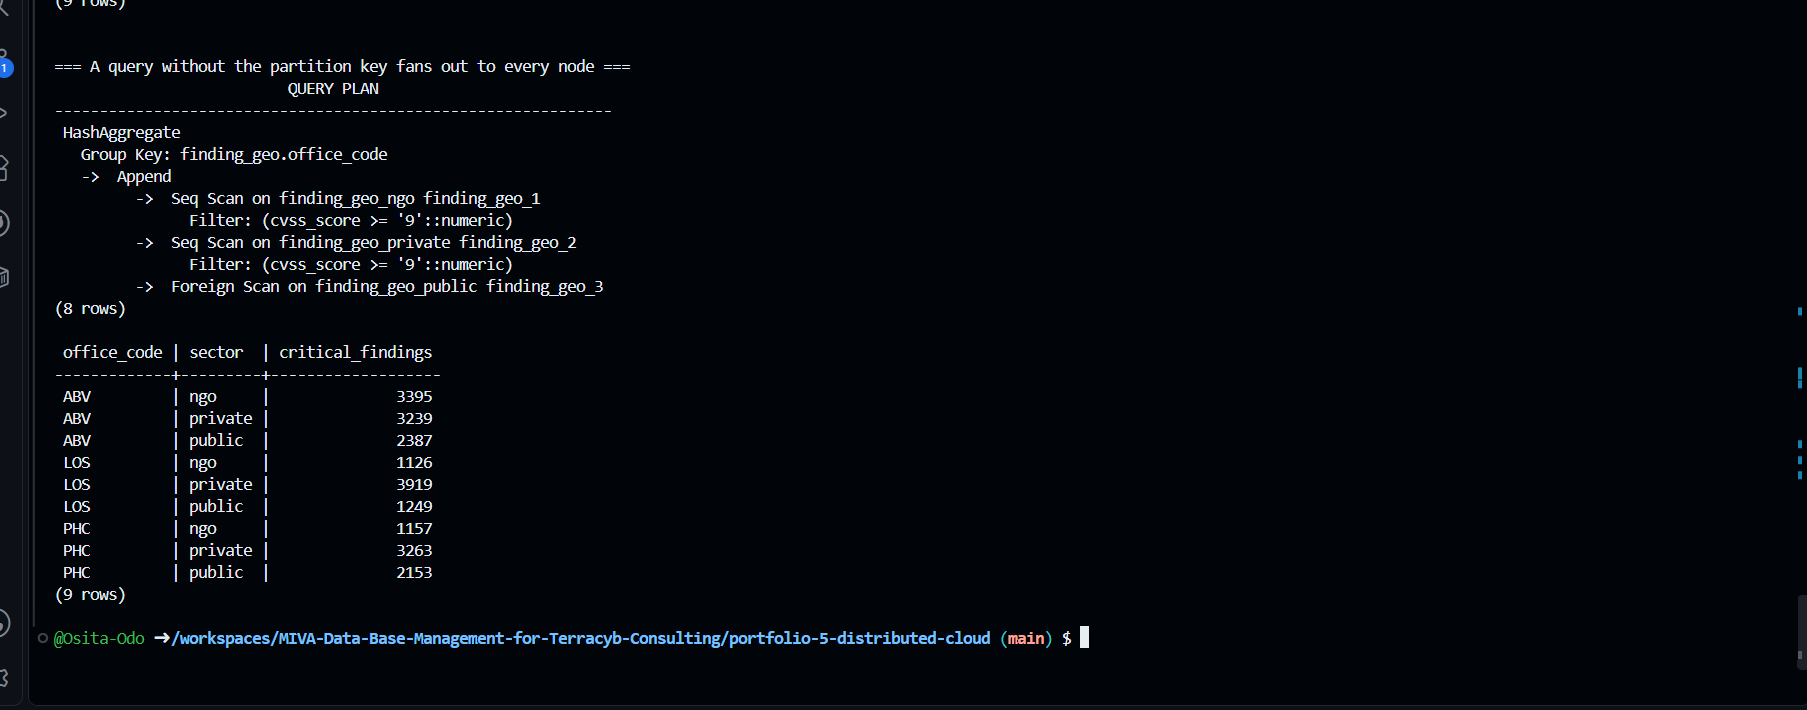 (9 rows)
=== A query without the partition key fans out to every node ===
QUERY PLAN
--------------------------------------------------------------
HashAggregate
Group Key: finding_geo.office_code
-> Append
-> Seq Scan on finding_geo_ngo finding_geo_1
Filter: (cvss_score >= '9'::numeric)
-> Seq Scan on finding_geo_private finding_geo_2
Filter: (cvss_score >= '9'::numeric)
-> Foreign Scan on finding_geo_public finding_geo_3
(8 rows)
office_code | sector | critical_findings
-------------+---------+-------------------
ABV | ngo | 3395
ABV | private | 3239
ABV | public | 2387
LOS | ngo | 1126
LOS | private | 3919
LOS | public | 1249
PHC | ngo | 1157
PHC | private | 3263
PHC | public | 2153
(9 rows)
@Osita-Odo ➜/workspaces/MIVA-Data-Base-Management-for-Terracyb-Consulting/portfolio-5-distributed-cloud (main) $
1